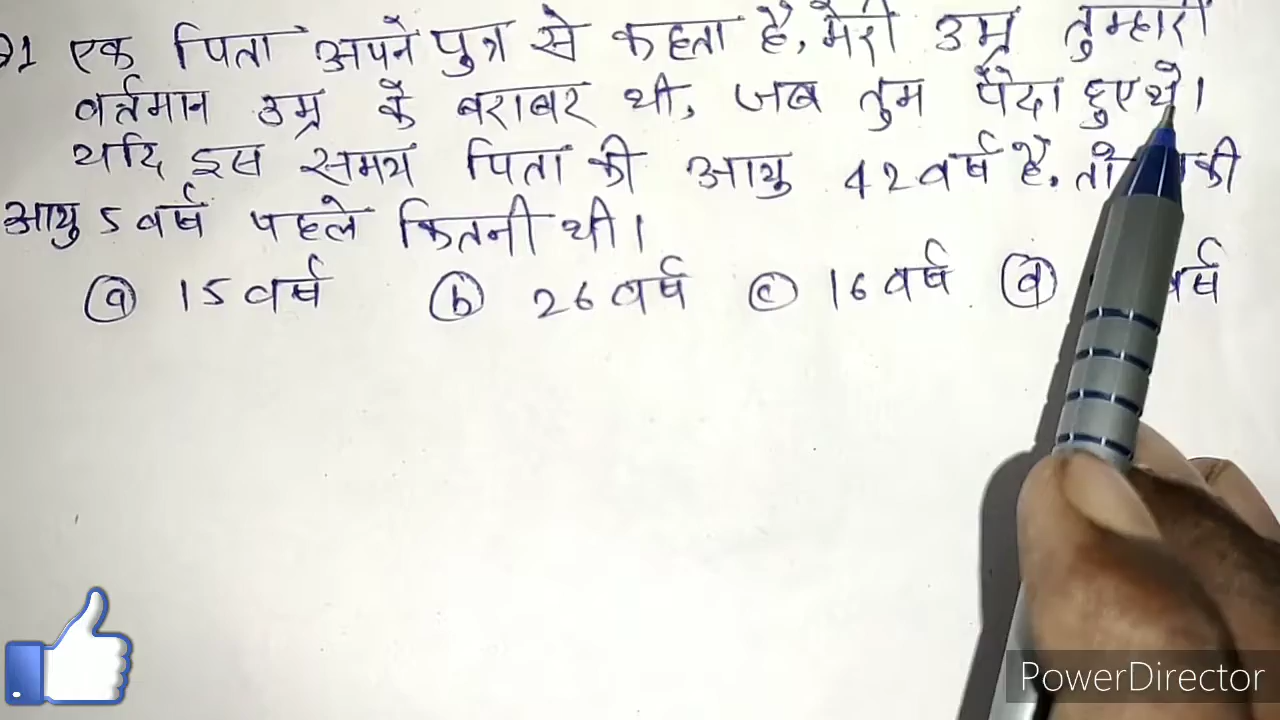 Q1 एक पिता अपने पुत्र से कहता है, मेरी उम्र तुम्हारी
वर्तमान उम्र के बराबर थी, जब तुम पैदा हुए थे।
यदि इस समय पिता की आयु 42 वर्ष है, तो की
आयु 5 वर्ष पहले कितनी थी।
(a) 15 वर्ष (b) 26 वर्ष (c) 16 वर्ष (d) वर्ष
PowerDirector